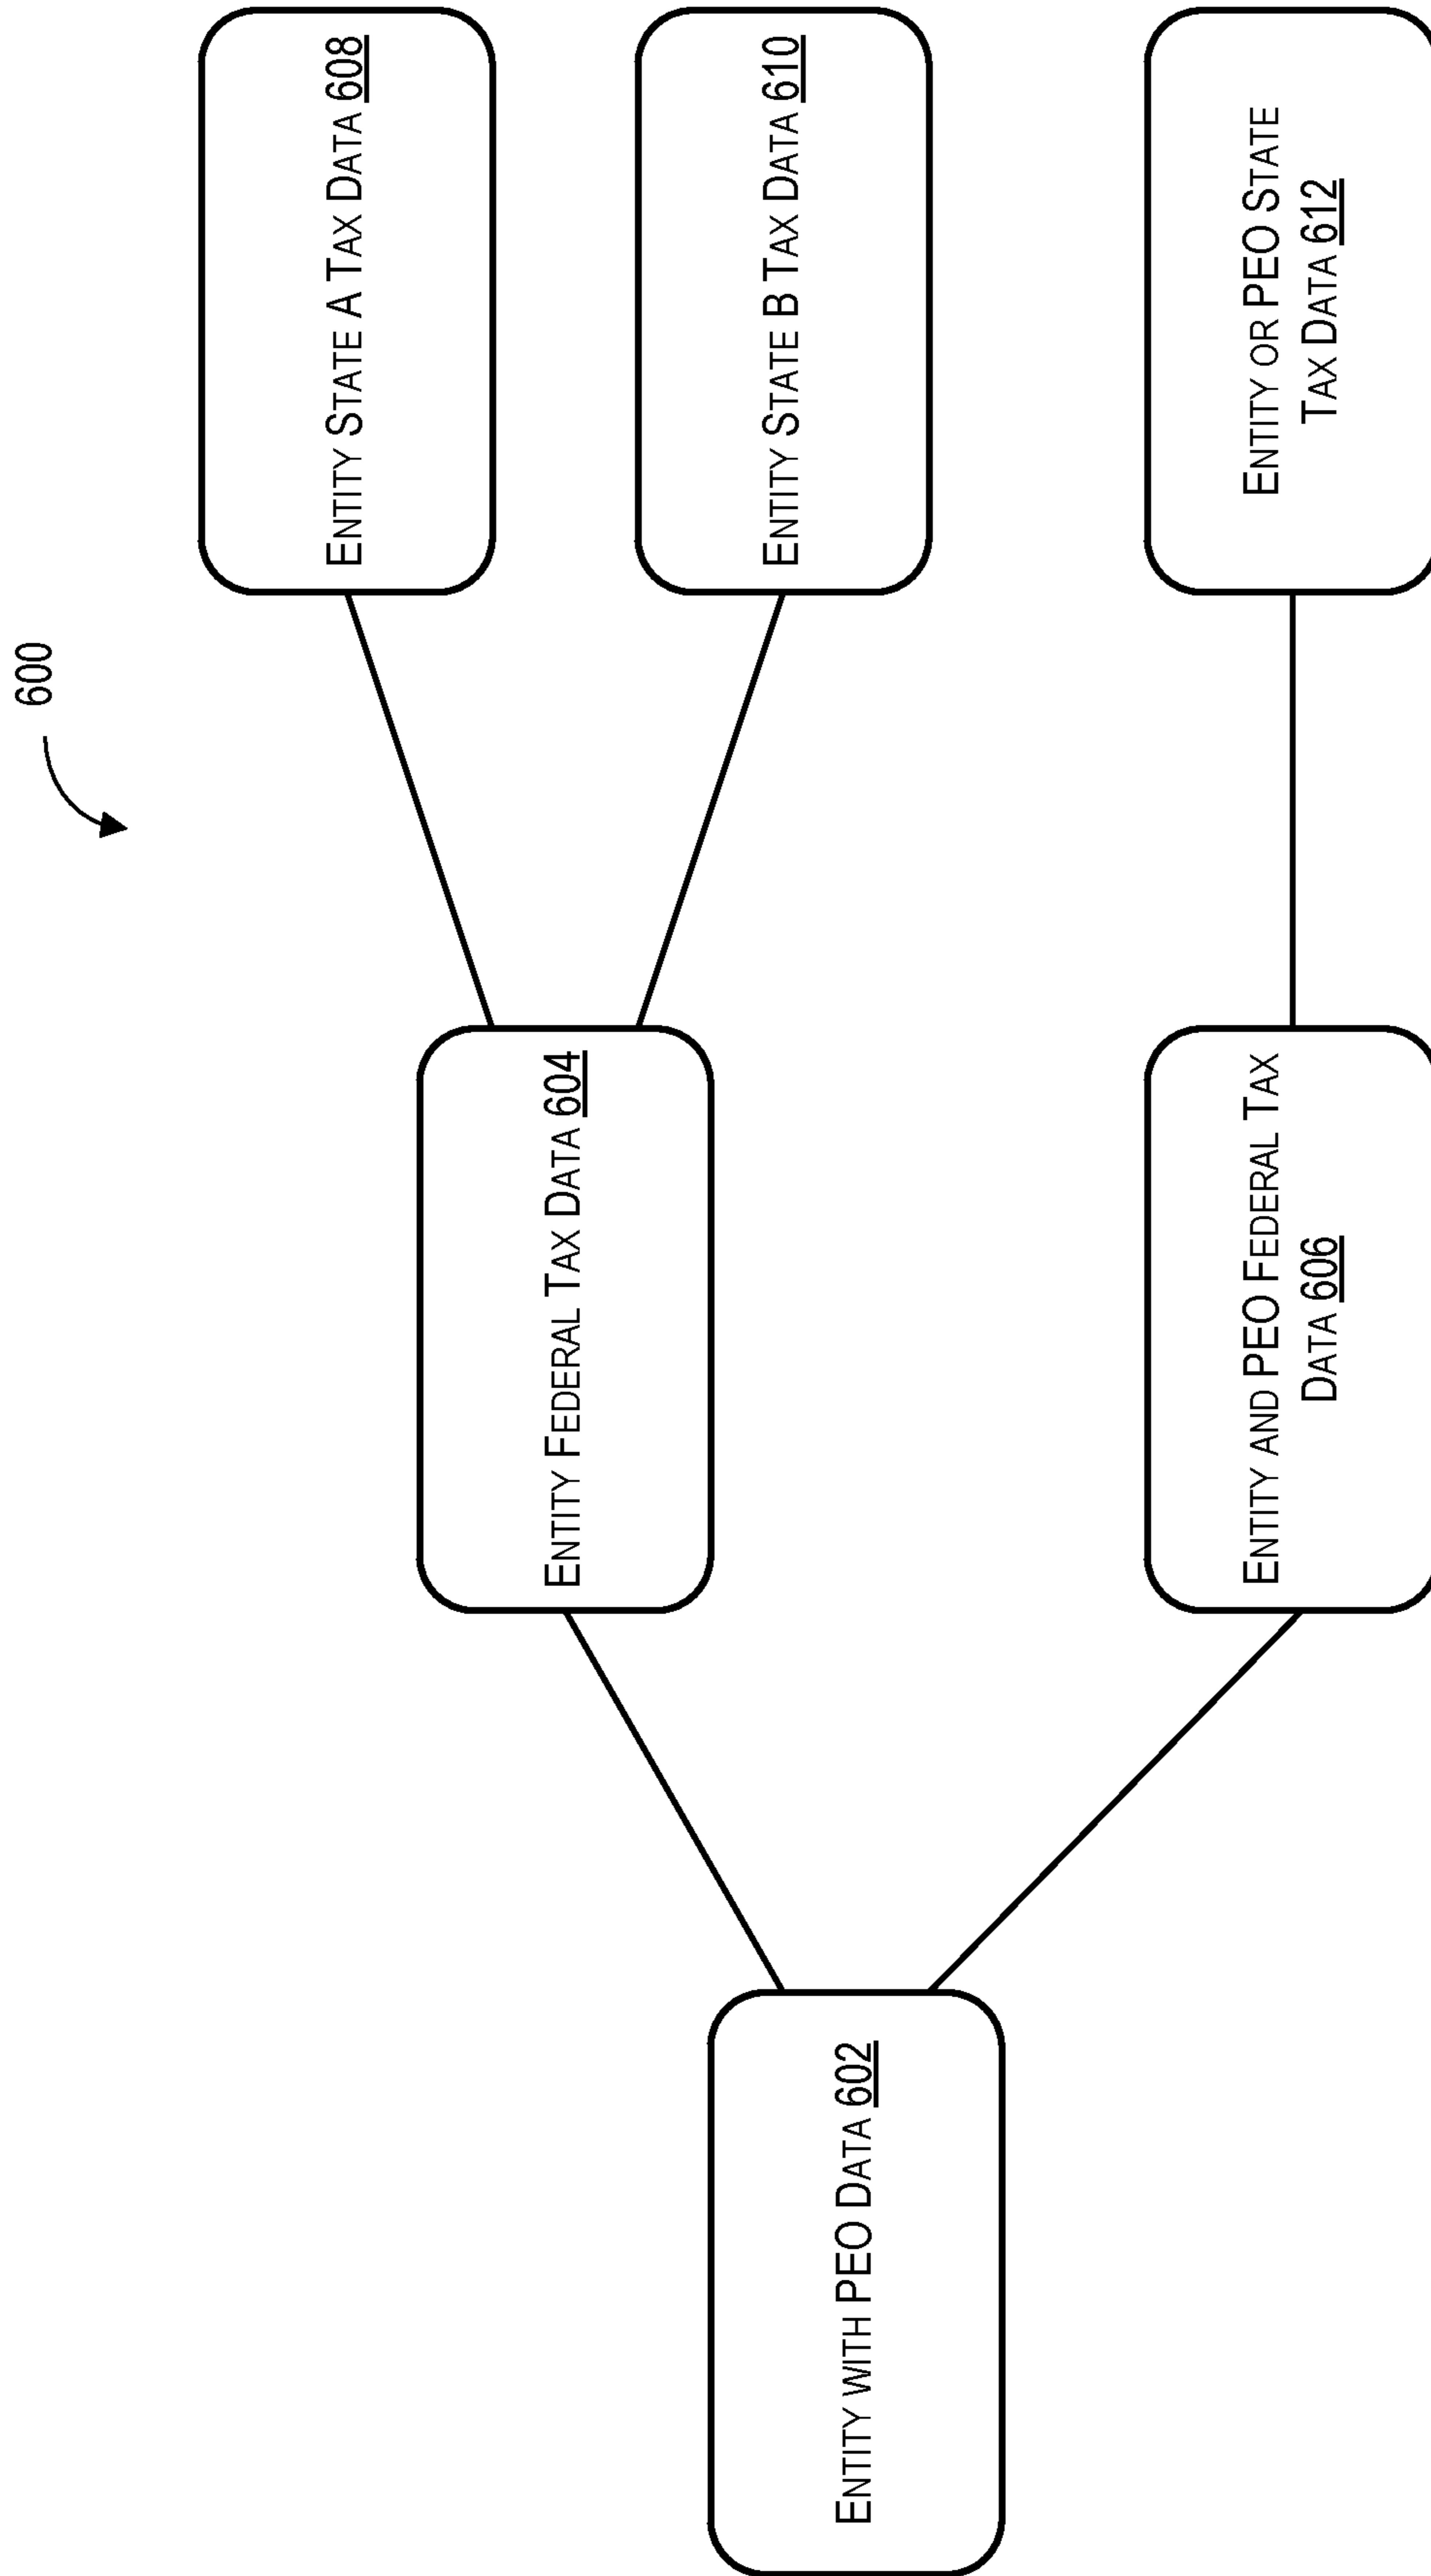 600
ENTITY WITH PEO DATA 602
ENTITY FEDERAL TAX DATA 604
ENTITY AND PEO FEDERAL TAX
DATA 606
ENTITY STATE A TAX DATA 608
ENTITY STATE B TAX DATA 610
ENTITY OR PEO STATE
TAX DATA 612